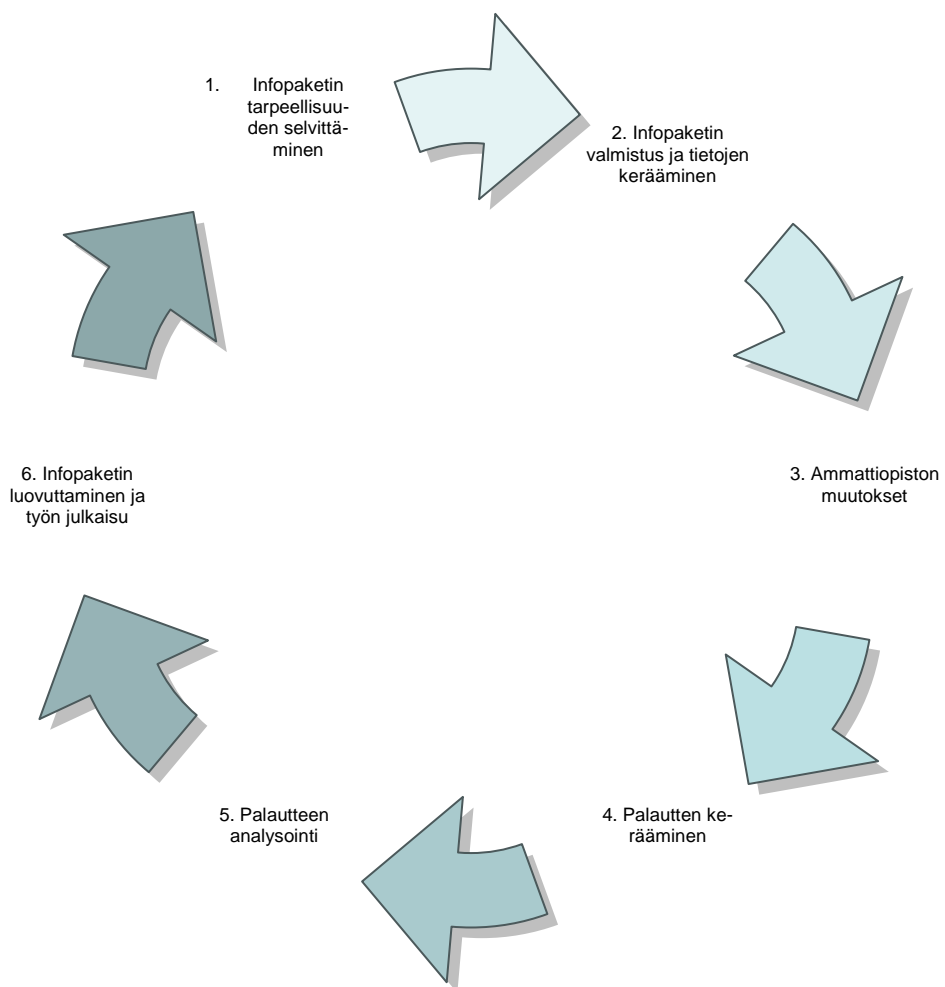 1. Infopaketin
tarpeellisuu-
den selvittä-
minen
2. Infopaketin
valmistus ja tietojen
kerääminen
3. Ammattiopiston
muutokset
4. Palautten ke-
rääminen
5. Palautteen
analysointi
6. Infopaketin
luovuttaminen ja
työn julkaisu